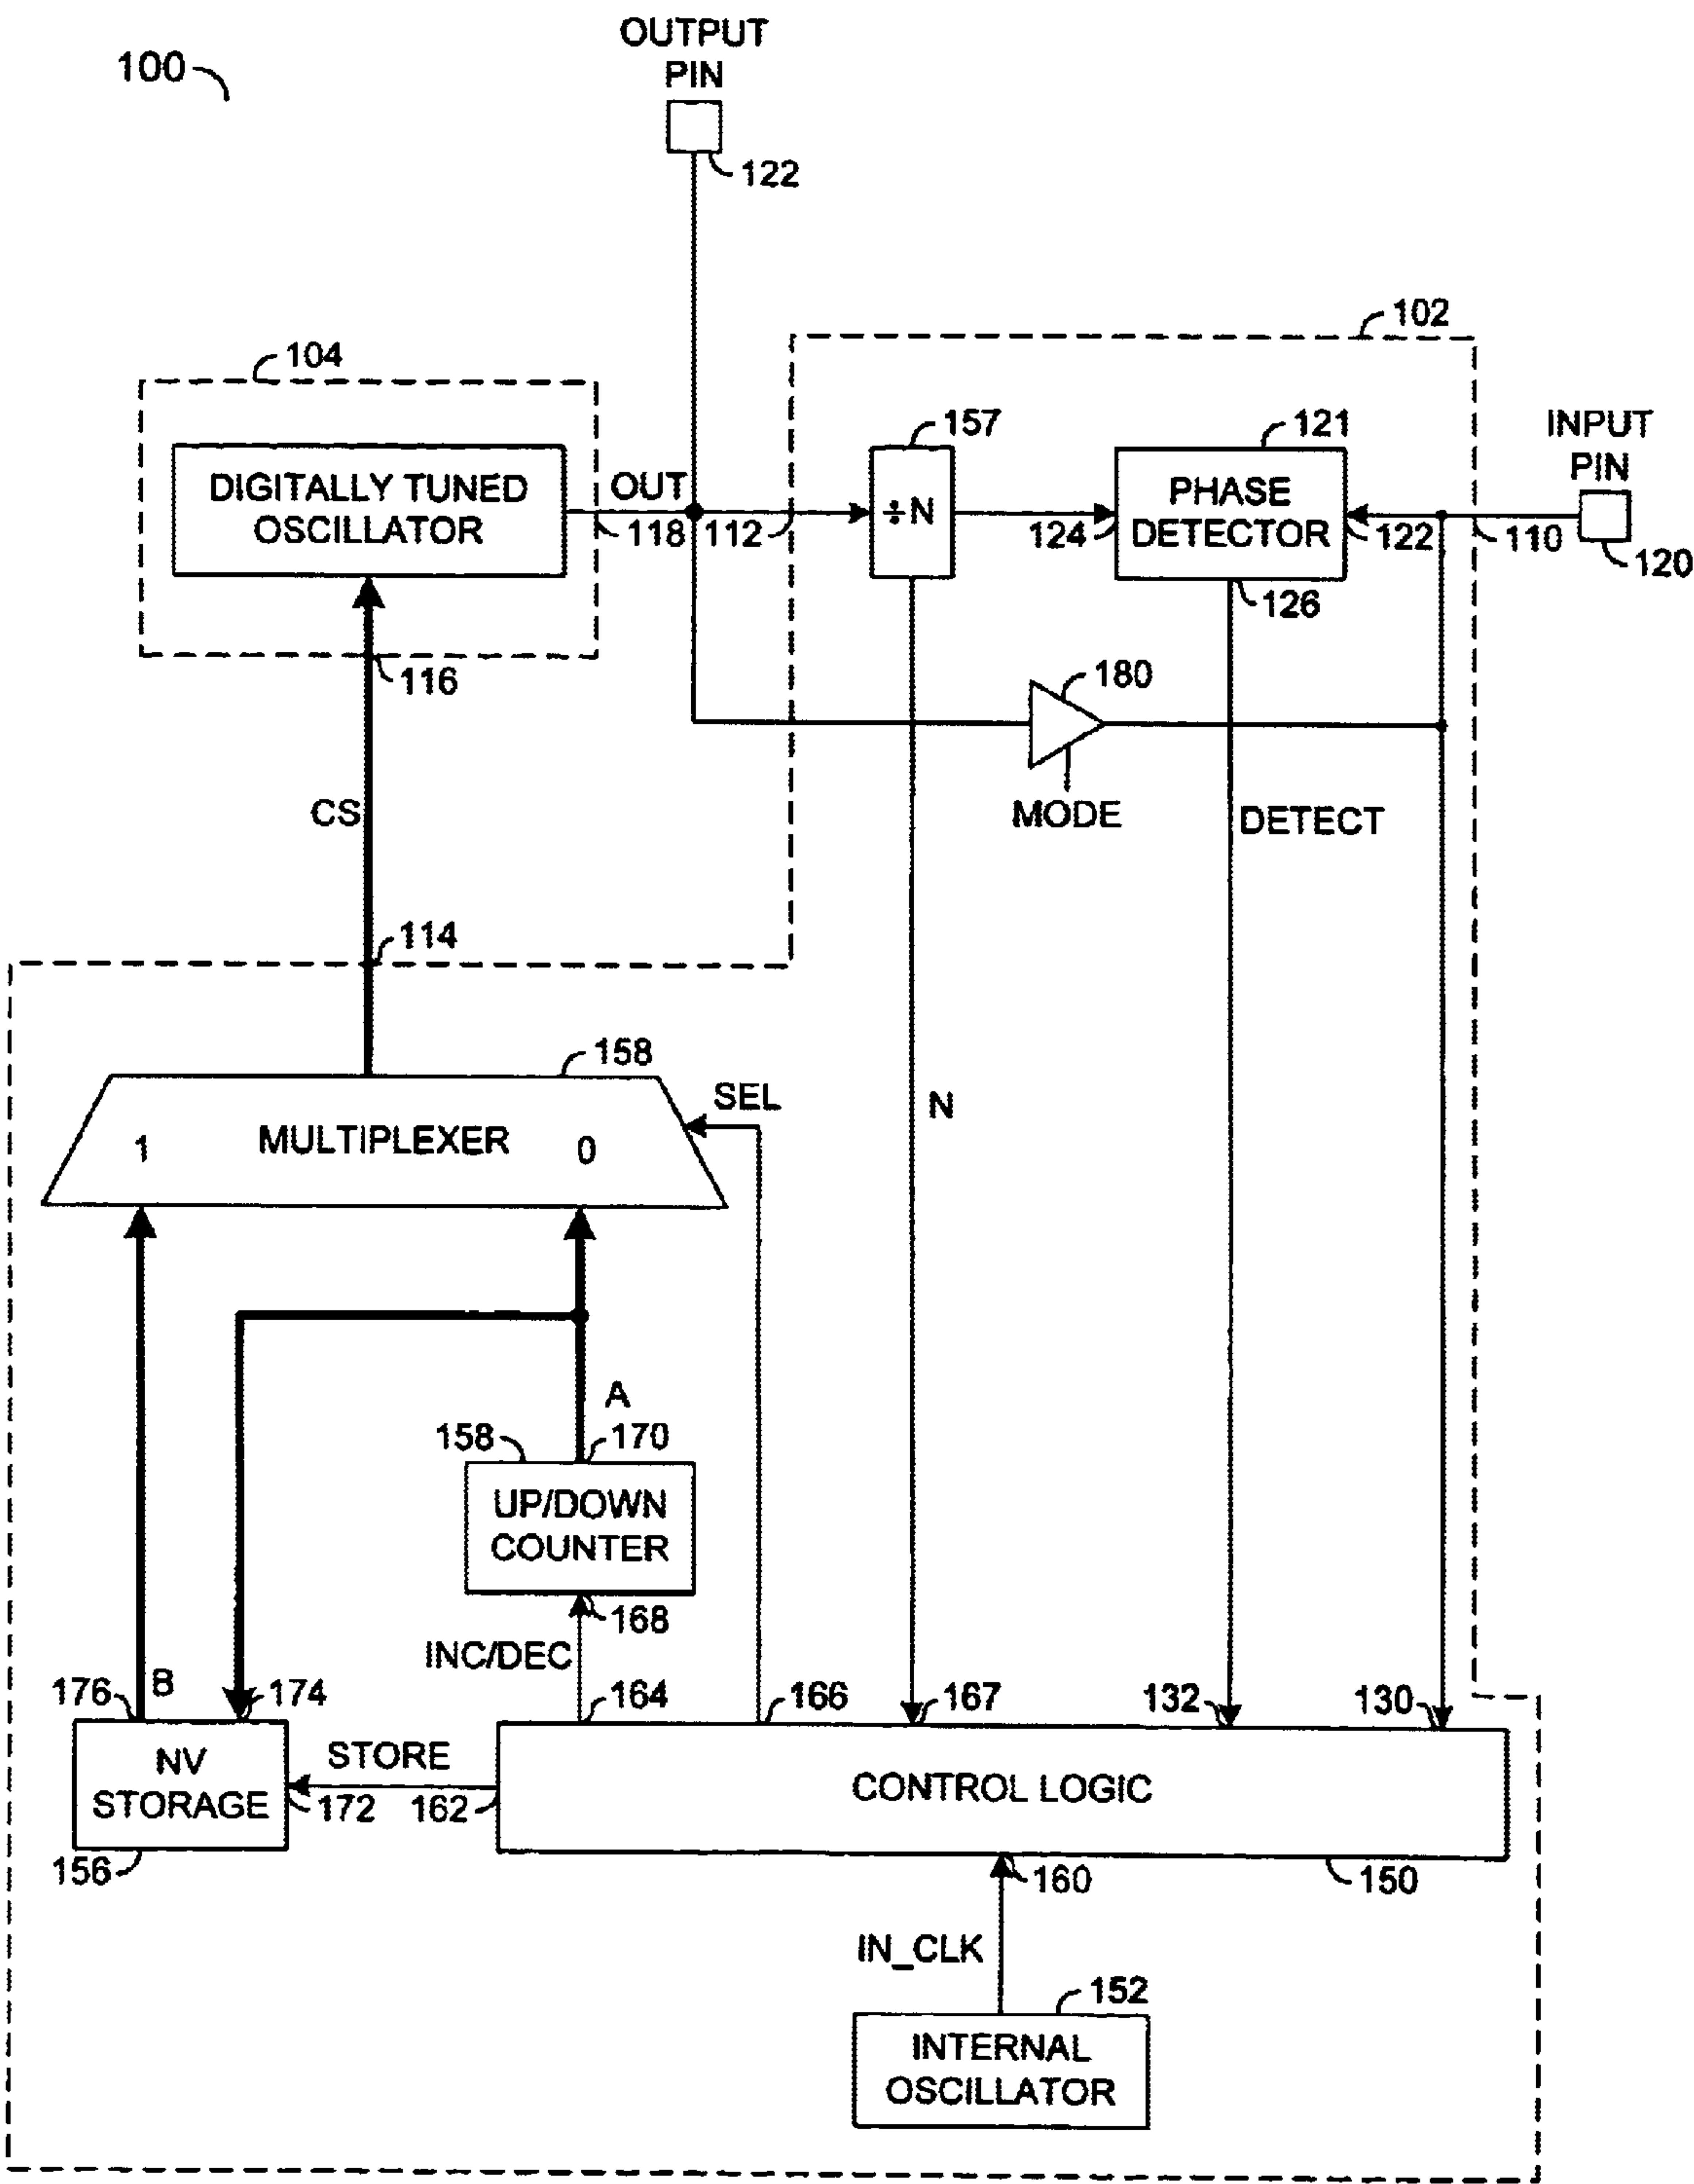 OUTPUT
PIN
100
122
102
104
157
121
INPUT
PIN
DIGITALLY TUNED
OSCILLATOR
OUT
118
112
÷N
124
PHASE
DETECTOR
122
110
120
126
116
180
MODE
CS
DETECT
114
158
SEL
N
1
MULTIPLEXER
0
A
158
170
UP/DOWN
COUNTER
168
INC/DEC
176
B
174
164
166
167
132
130
NV
STORAGE
STORE
172
162
CONTROL LOGIC
156
160
150
IN_CLK
152
INTERNAL
OSCILLATOR